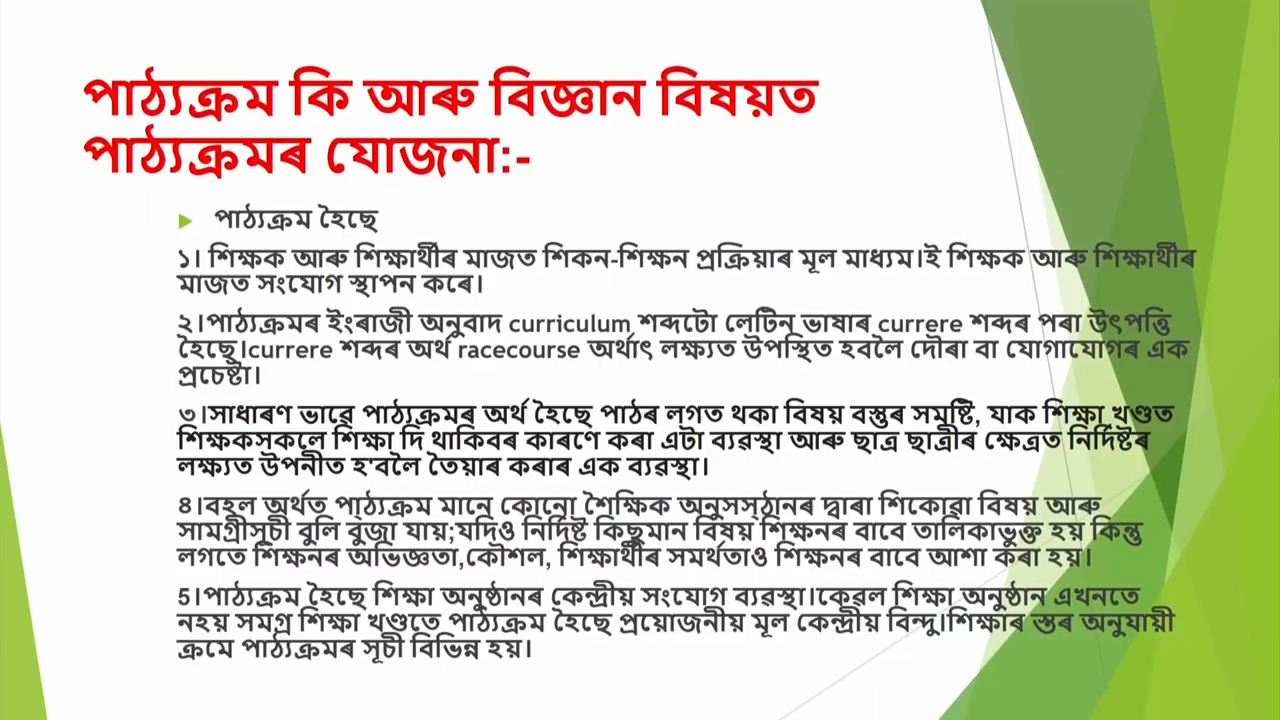 পাঠ্যক্ৰম কি আৰু বিজ্ঞান বিষয়ত
পাঠ্যক্ৰমৰ যোজনা:-
পাঠ্যক্ৰম হৈছে
১। শিক্ষক আৰু শিক্ষাৰ্থীৰ মাজত শিকন-শিক্ষন প্ৰক্ৰিয়াৰ মূল মাধ্যম।ই শিক্ষক আৰু শিক্ষাৰ্থীৰ
মাজত সংযোগ স্থাপন কৰে।
২।পাঠ্যক্ৰমৰ ইংৰাজী অনুবাদ curriculum শব্দটো লেটিন ভাষাৰ currere শব্দৰ পৰা উৎপত্তি
হৈছে।currere শব্দৰ অৰ্থ racecourse অৰ্থাৎ লক্ষ্যত উপস্থিত হবলৈ দৌৰা বা যোগাযোগৰ এক
প্ৰচেষ্টা।
৩।সাধাৰণ ভাৱে পাঠ্যক্ৰমৰ অৰ্থ হৈছে পাঠৰ লগত থকা বিষয় বস্তুৰ সমষ্টি, যাক শিক্ষা খণ্ডত
শিক্ষকসকলে শিক্ষা দি থাকিবৰ কাৰণে কৰা এটা ব্যৱস্থা আৰু ছাত্ৰ ছাত্ৰীৰ ক্ষেত্ৰত নিৰ্দিষ্টৰ
লক্ষ্যত উপনীত হ'বলৈ তৈয়াৰ কৰাৰ এক ব্যৱস্থা।
৪।বহল অৰ্থত পাঠ্যক্ৰম মানে কোনো শৈক্ষিক অনুসস্ঠানৰ দ্বাৰা শিকোৱা বিষয় আৰু
সামগ্ৰীসূচী বুলি বুজা যায়;যদিও নিৰ্দিষ্ট কিছুমান বিষয় শিক্ষনৰ বাবে তালিকাভুক্ত হয় কিন্তু
লগতে শিক্ষনৰ অভিজ্ঞতা,কৌশল, শিক্ষাৰ্থীৰ সমৰ্থতাও শিক্ষনৰ বাবে আশা কৰা হয়।
5।পাঠ্যক্ৰম হৈছে শিক্ষা অনুষ্ঠানৰ কেন্দ্ৰীয় সংযোগ ব্যৱস্থা।কেৱল শিক্ষা অনুষ্ঠান এখনতে
নহয় সমগ্ৰ শিক্ষা খণ্ডতে পাঠ্যক্ৰম হৈছে প্ৰয়োজনীয় মূল কেন্দ্ৰীয় বিন্দু।শিক্ষাৰ স্তৰ অনুযায়ী
ক্ৰমে পাঠ্যক্ৰমৰ সূচী বিভিন্ন হয়।